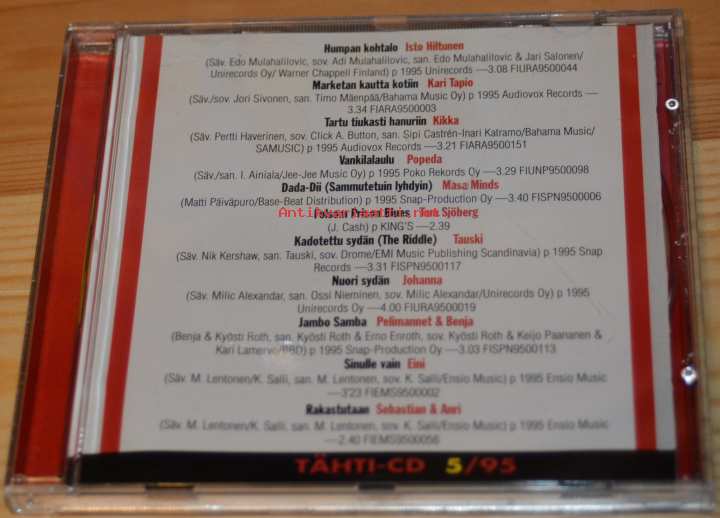 Humpan kohtalo Isto Hiltunen
(Säv. Edo Mulahalilovic, sov. Adi Mulahalilovic, san. Edo Mulahalilovic & Jari Salonen/
Unirecords Oy/ Warner Chappell Finland) p 1995 Unirecords —3.08 FIURA9500044
Marketan kautta kotiin Kari Tapio
(Säv./sov. Jori Sivonen, san. Timo Mäenpää/Bahama Music Oy) p 1995 Audiovox Records —
3.34 FIARA9500003
Tartu tiukasti hanuriin Kikka
(Säv. Pertti Haverinen, sov. Click A. Button, san. Sipi Castrén-Inari Katramo/Bahama Music/
SAMUSIC) p 1995 Audiovox Records —3.21 FIARA9500151
Vankilalaulu Popeda
(Säv./san. I. Ainiala/Jee-Jee Music Oy) p 1995 Poko Rekords Oy —3.29 FIUNP9500098
Dada-Dii (Sammutetuin lyhdyin) Masa Minds
(Matti Päiväpuro/Base-Beat Distribution) p 1995 Snap-Production Oy —3.40 FISPN9500006
Folsom Prison Blues Tom Sjöberg
(J. Cash) p KING'S —2.39
Kadotettu sydän (The Riddle) Tauski
(Säv. Nik Kershaw, san. Tauski, sov. Drome/EMI Music Publishing Scandinavia) p 1995 Snap
Records —3.31 FISPN9500117
Nuori sydän Johanna
(Säv. Milic Alexandar, san. Ossi Nieminen, sov. Milic Alexandar/Unirecords Oy) p 1995
Unirecords Oy —4.00 FIURA9500019
Jambo Samba Pelimannet & Benja
(Benja & Kyösti Roth, san. Kyösti Roth & Erno Enroth, sov. Kyösti Roth & Keijo Paananen &
Kari Lamervo/BBD) p 1995 Snap-Production Oy —3.03 FISPN9500113
Sinulle vain Eini
(Säv. M. Lentonen/K. Salli, san. M. Lentonen, sov. K. Salli/Ensio Music) p 1995 Ensio Music
—3'23 FIEMS9500002
Rakastutaan Sebastian & Anri
(Säv. M. Lentonen/K. Salli, san. M. Lentonen, sov. K. Salli/Ensio Music) p 1995 Ensio Music
—2.40 FIEMS9500056
TÄHTI-CD 5/95